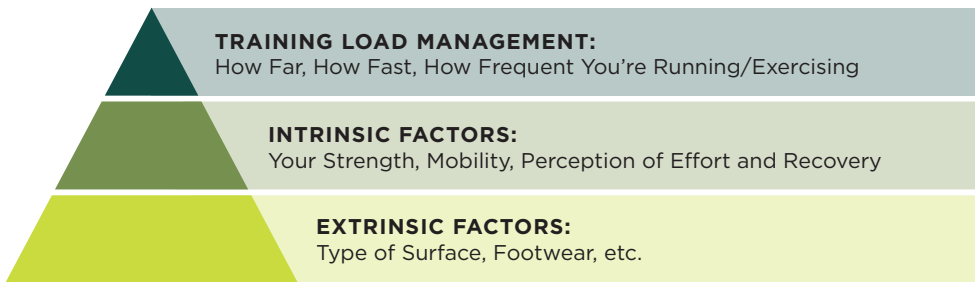 TRAINING LOAD MANAGEMENT:
How Far, How Fast, How Frequent You’re Running/Exercising
INTRINSIC FACTORS:
Your Strength, Mobility, Perception of Effort and Recovery
EXTRINSIC FACTORS:
Type of Surface, Footwear, etc.